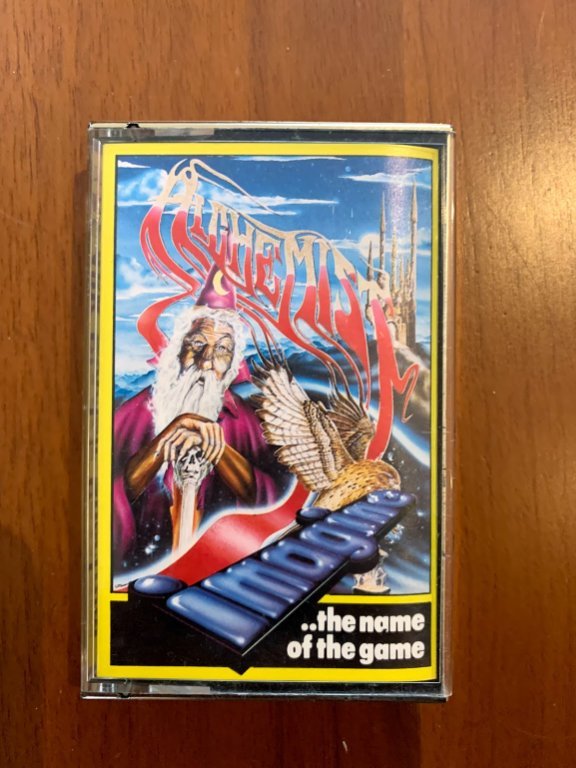 ALCHEMIST
imagine
..the name
of the game